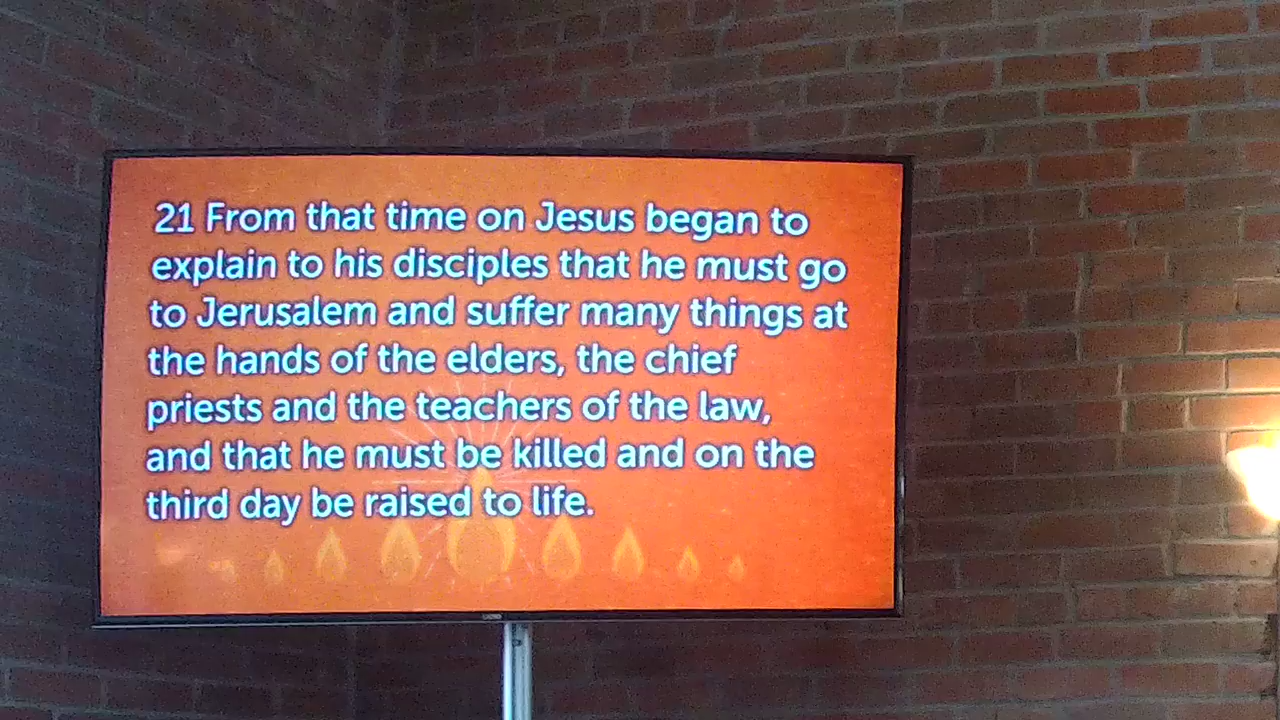 21 From that time on Jesus began to
explain to his disciples that he must go
to Jerusalem and suffer many things at
the hands of the elders, the chief
priests and the teachers of the law,
and that he must be killed and on the
third day be raised to life.